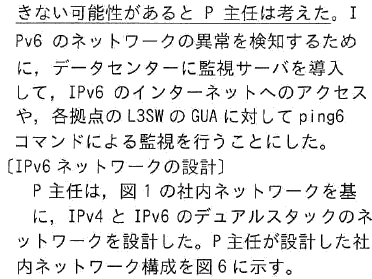 きない可能性があると P 主任は考えた。I
Pv6 のネットワークの異常を検知するため
に，データセンターに監視サーバを導入
して，IPv6 のインターネットへのアクセス
や，各拠点の L3SW の GUA に対して ping6
コマンドによる監視を行うことにした。
〔IPv6 ネットワークの設計〕
P 主任は，図 1 の社内ネットワークを基
に，IPv4 と IPv6 のデュアルスタックのネ
ットワークを設計した。P 主任が設計した社
内ネットワーク構成を図 6 に示す。